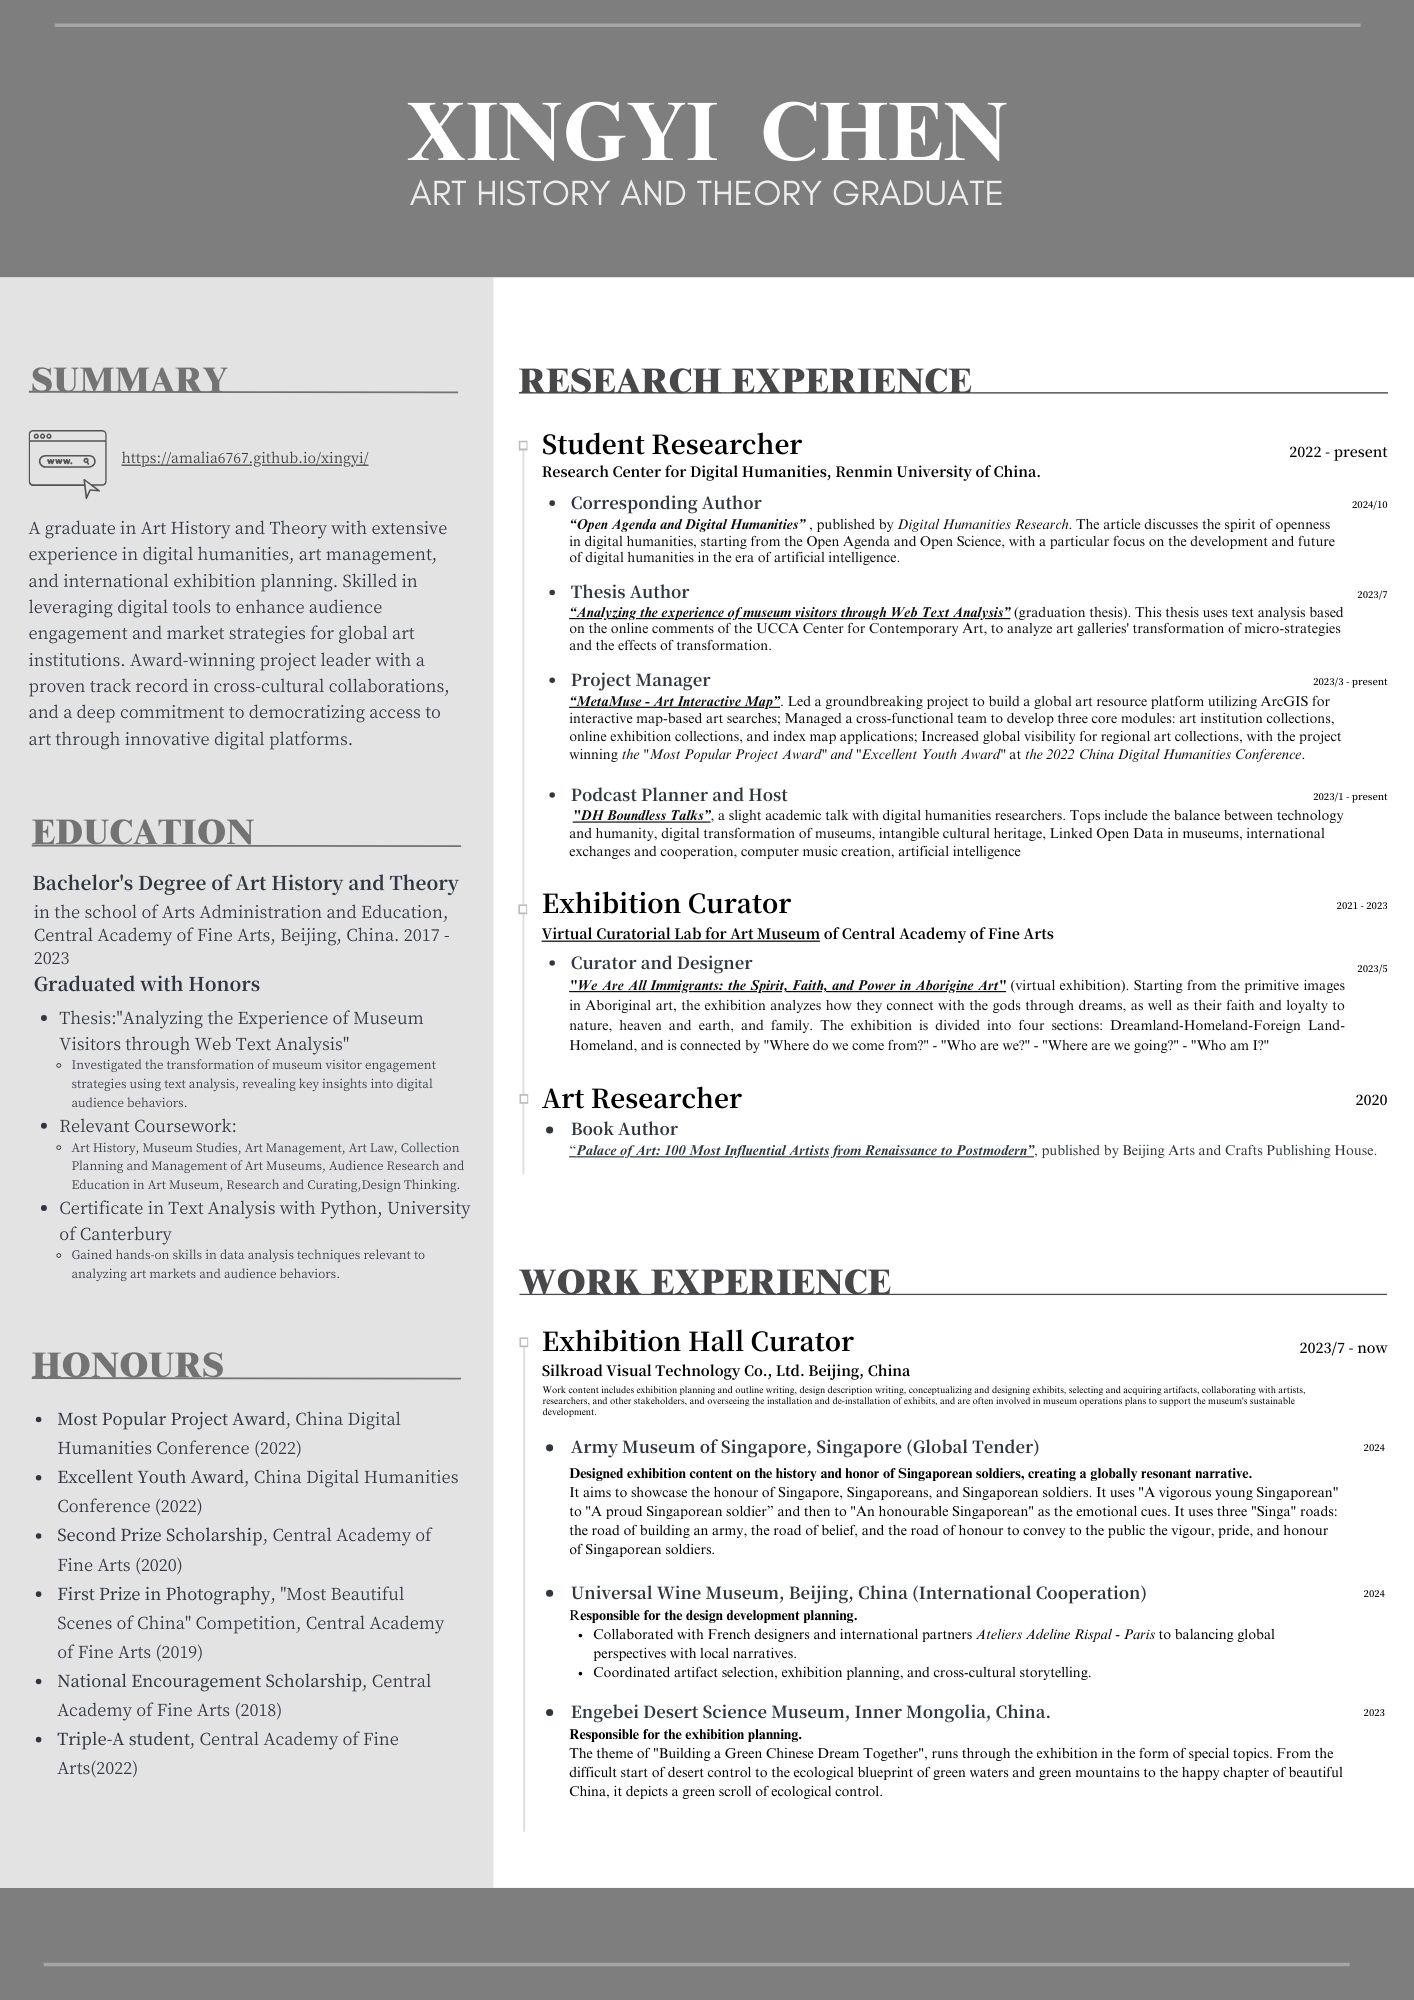 XINGYI CHEN
ART HISTORY AND THEORY GRADUATE
SUMMARY
www.
https://amalia6767.github.io/xingyi/
A graduate in Art History and Theory with extensive
experience in digital humanities, art management,
and international exhibition planning. Skilled in
leveraging digital tools to enhance audience
engagement and market strategies for global art
institutions. Award-winning project leader with a
proven track record in cross-cultural collaborations,
and a deep commitment to democratizing access to
art through innovative digital platforms.
EDUCATION
Bachelor's Degree of Art History and Theory
in the school of Arts Administration and Education,
Central Academy of Fine Arts, Beijing, China. 2017 -
2023
Graduated with Honors
• Thesis:"Analyzing the Experience of Museum
Visitors through Web Text Analysis"
◦ Investigated the transformation of museum visitor engagement
strategies using text analysis, revealing key insights into digital
audience behaviors.
• Relevant Coursework:
◦ Art History, Museum Studies, Art Management, Art Law, Collection
Planning and Management of Art Museums, Audience Research and
Education in Art Museum, Research and Curating,Design Thinking.
• Certificate in Text Analysis with Python, University
of Canterbury
◦ Gained hands-on skills in data analysis techniques relevant to
analyzing art markets and audience behaviors.
HONOURS
• Most Popular Project Award, China Digital
Humanities Conference (2022)
• Excellent Youth Award, China Digital Humanities
Conference (2022)
• Second Prize Scholarship, Central Academy of
Fine Arts (2020)
• First Prize in Photography, "Most Beautiful
Scenes of China" Competition, Central Academy
of Fine Arts (2019)
• National Encouragement Scholarship, Central
Academy of Fine Arts (2018)
• Triple-A student, Central Academy of Fine
Arts(2022)
RESEARCH EXPERIENCE
Student Researcher 2022 - present
Research Center for Digital Humanities, Renmin University of China.
• Corresponding Author 2024/10
“Open Agenda and Digital Humanities” , published by Digital Humanities Research. The article discusses the spirit of openness
in digital humanities, starting from the Open Agenda and Open Science, with a particular focus on the development and future
of digital humanities in the era of artificial intelligence.
• Thesis Author 2023/7
“Analyzing the experience of museum visitors through Web Text Analysis” (graduation thesis). This thesis uses text analysis based
on the online comments of the UCCA Center for Contemporary Art, to analyze art galleries' transformation of micro-strategies
and the effects of transformation.
• Project Manager 2023/3 - present
“MetaMuse - Art Interactive Map”. Led a groundbreaking project to build a global art resource platform utilizing ArcGIS for
interactive map-based art searches; Managed a cross-functional team to develop three core modules: art institution collections,
online exhibition collections, and index map applications; Increased global visibility for regional art collections, with the project
winning the "Most Popular Project Award" and "Excellent Youth Award" at the 2022 China Digital Humanities Conference.
• Podcast Planner and Host 2023/1 - present
"DH Boundless Talks”, a slight academic talk with digital humanities researchers. Tops include the balance between technology
and humanity, digital transformation of museums, intangible cultural heritage, Linked Open Data in museums, international
exchanges and cooperation, computer music creation, artificial intelligence
Exhibition Curator 2021 - 2023
Virtual Curatorial Lab for Art Museum of Central Academy of Fine Arts
• Curator and Designer 2023/5
"We Are All Immigrants: the Spirit, Faith, and Power in Aborigine Art" (virtual exhibition). Starting from the primitive images
in Aboriginal art, the exhibition analyzes how they connect with the gods through dreams, as well as their faith and loyalty to
nature, heaven and earth, and family. The exhibition is divided into four sections: Dreamland-Homeland-Foreign Land-
Homeland, and is connected by "Where do we come from?" - "Who are we?" - "Where are we going?" - "Who am I?"
Art Researcher 2020
• Book Author
“Palace of Art: 100 Most Influential Artists from Renaissance to Postmodern”, published by Beijing Arts and Crafts Publishing House.
WORK EXPERIENCE
Exhibition Hall Curator 2023/7 - now
Silkroad Visual Technology Co., Ltd. Beijing, China
Work content includes exhibition planning and outline writing, design description writing, conceptualizing and designing exhibits, selecting and acquiring artifacts, collaborating with artists,
researchers, and other stakeholders, and overseeing the installation and de-installation of exhibits, and are often involved in museum operations plans to support the museum's sustainable
development.
• Army Museum of Singapore, Singapore (Global Tender) 2024
Designed exhibition content on the history and honor of Singaporean soldiers, creating a globally resonant narrative.
It aims to showcase the honour of Singapore, Singaporeans, and Singaporean soldiers. It uses "A vigorous young Singaporean"
to "A proud Singaporean soldier” and then to "An honourable Singaporean" as the emotional cues. It uses three "Singa" roads:
the road of building an army, the road of belief, and the road of honour to convey to the public the vigour, pride, and honour
of Singaporean soldiers.
• Universal Wine Museum, Beijing, China (International Cooperation) 2024
Responsible for the design development planning.
• Collaborated with French designers and international partners Ateliers Adeline Rispal - Paris to balancing global
perspectives with local narratives.
• Coordinated artifact selection, exhibition planning, and cross-cultural storytelling.
• Engebei Desert Science Museum, Inner Mongolia, China. 2023
Responsible for the exhibition planning.
The theme of "Building a Green Chinese Dream Together", runs through the exhibition in the form of special topics. From the
difficult start of desert control to the ecological blueprint of green waters and green mountains to the happy chapter of beautiful
China, it depicts a green scroll of ecological control.